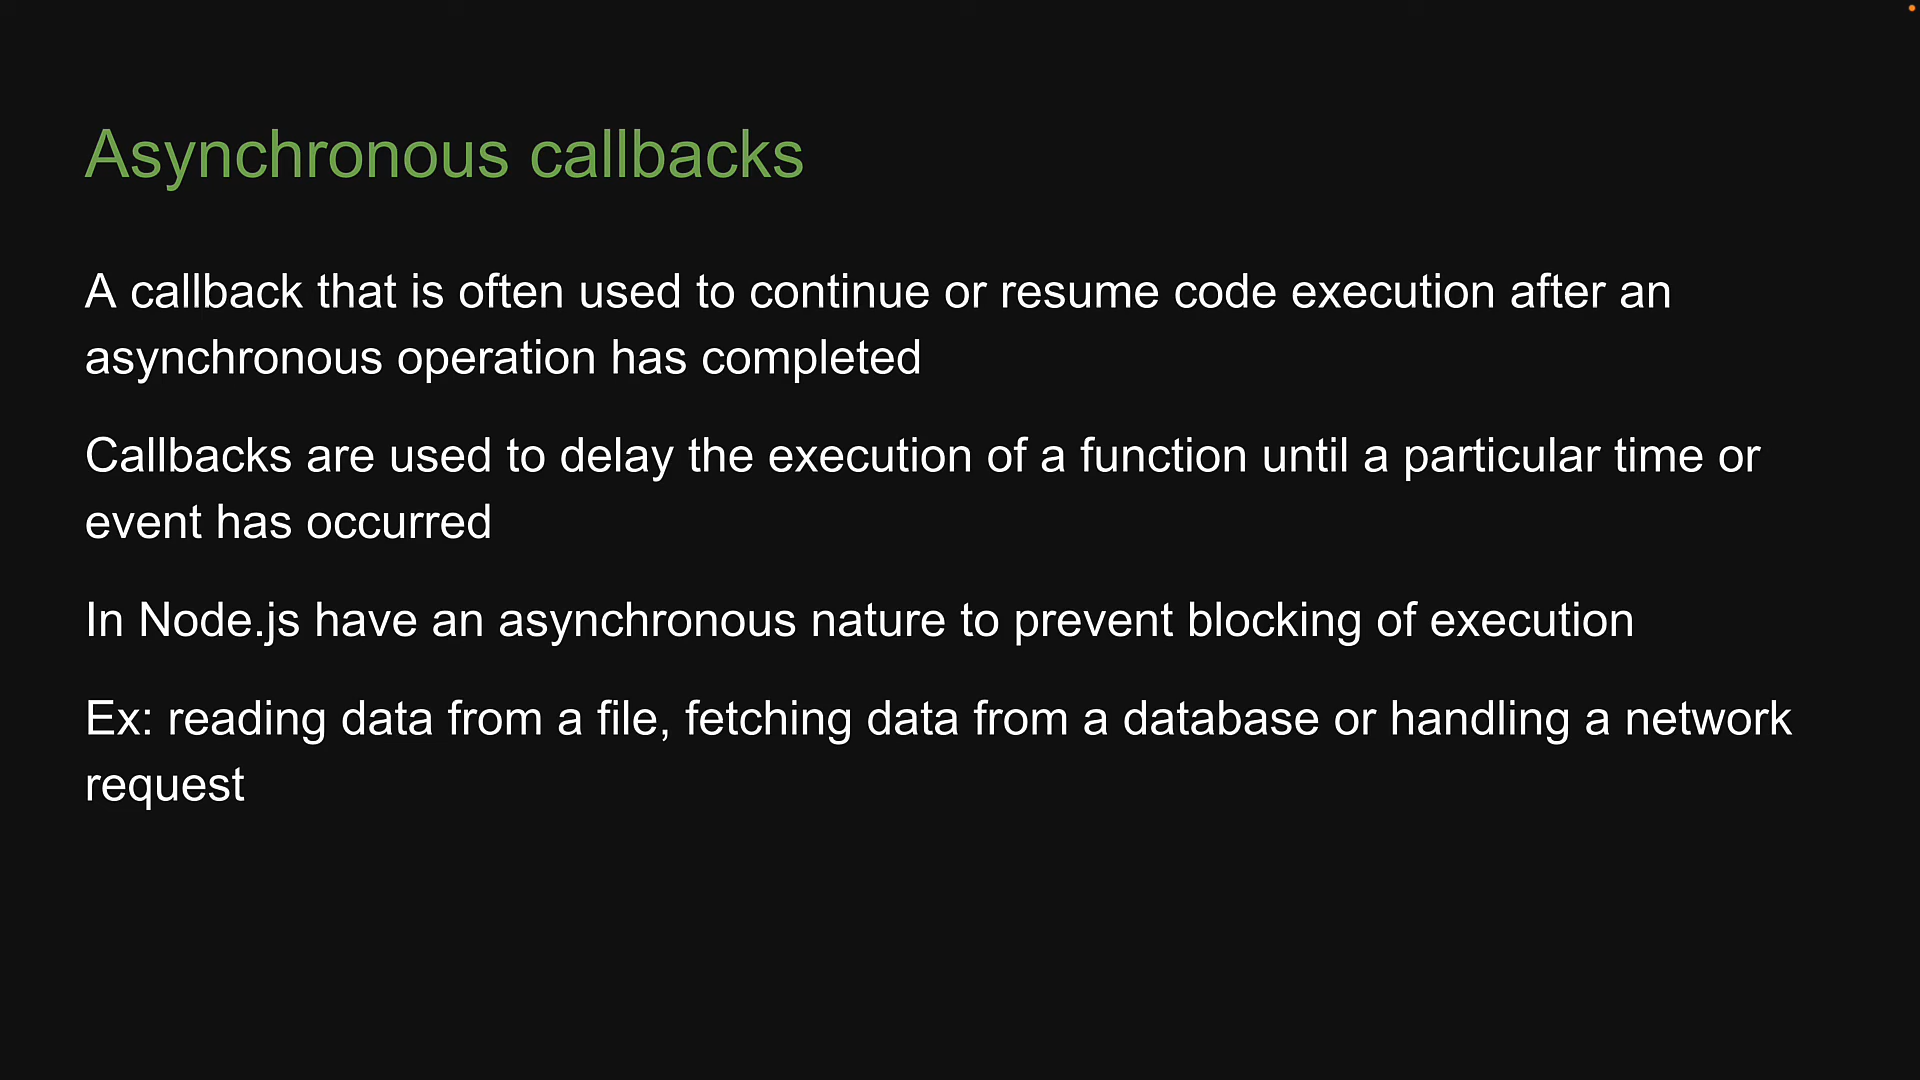 Asynchronous callbacks
A callback that is often used to continue or resume code execution after an
asynchronous operation has completed
Callbacks are used to delay the execution of a function until a particular time or
event has occurred
In Node.js have an asynchronous nature to prevent blocking of execution
Ex: reading data from a file, fetching data from a database or handling a network
request